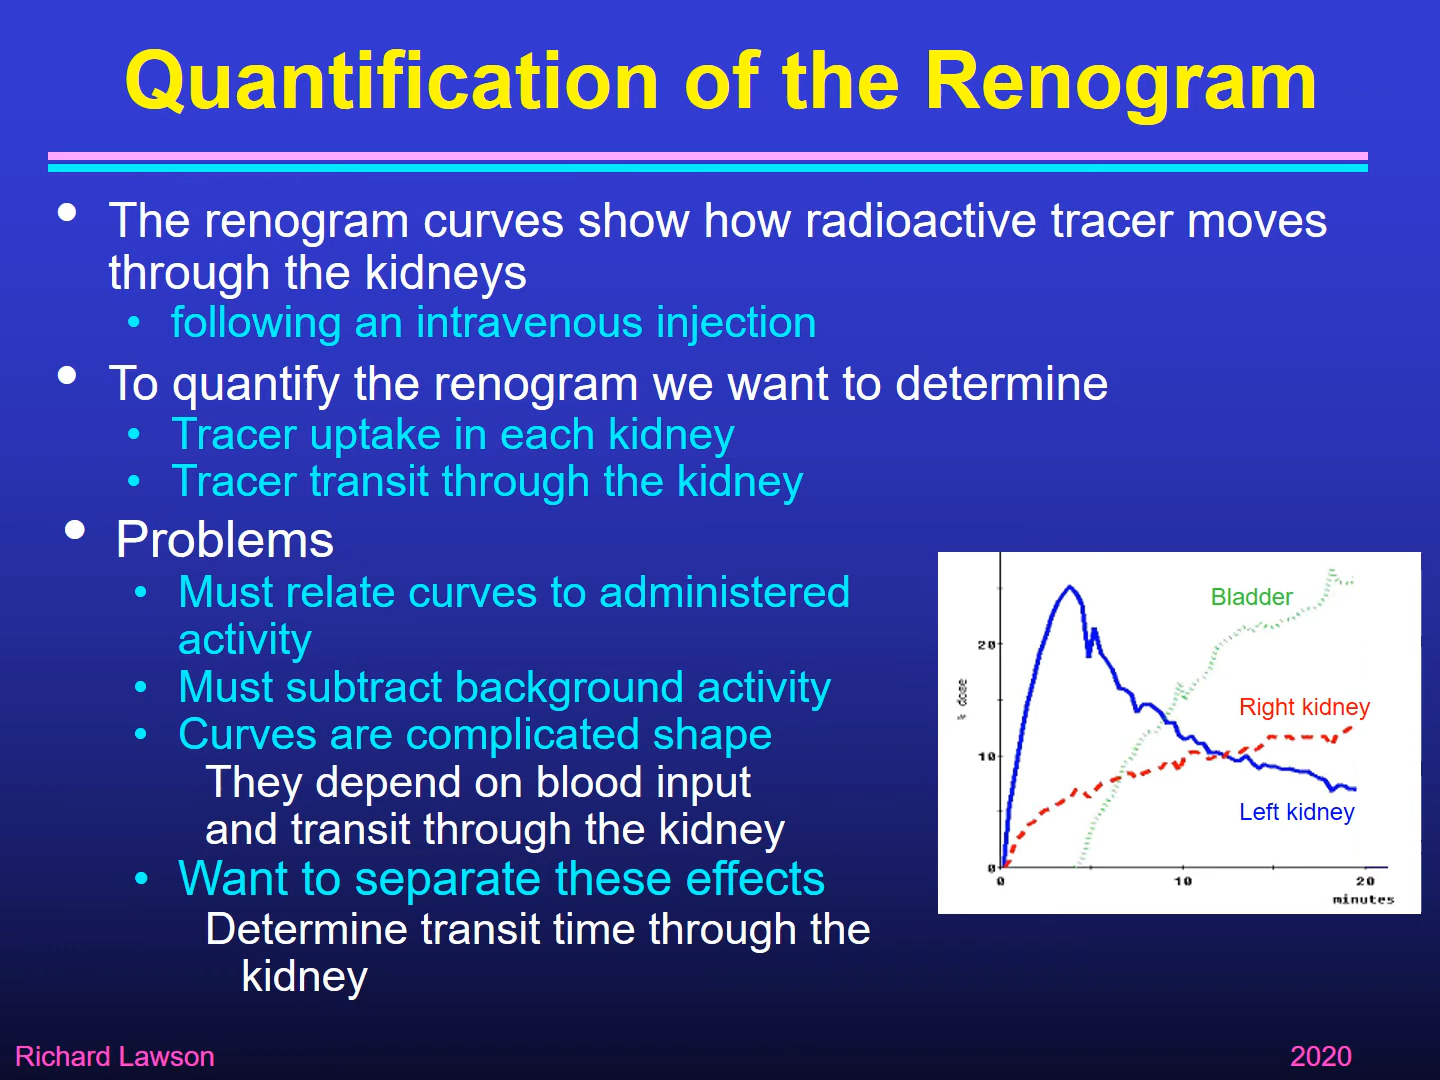 Quantification of the Renogram
• The renogram curves show how radioactive tracer moves
through the kidneys
• following an intravenous injection
• To quantify the renogram we want to determine
• Tracer uptake in each kidney
• Tracer transit through the kidney
• Problems
• Must relate curves to administered
activity
• Must subtract background activity
• Curves are complicated shape
They depend on blood input
and transit through the kidney
• Want to separate these effects
Determine transit time through the
kidney
Bladder
20
% dose
Right kidney
10
Left kidney
0
0 10 20
minutes
Richard Lawson
2020